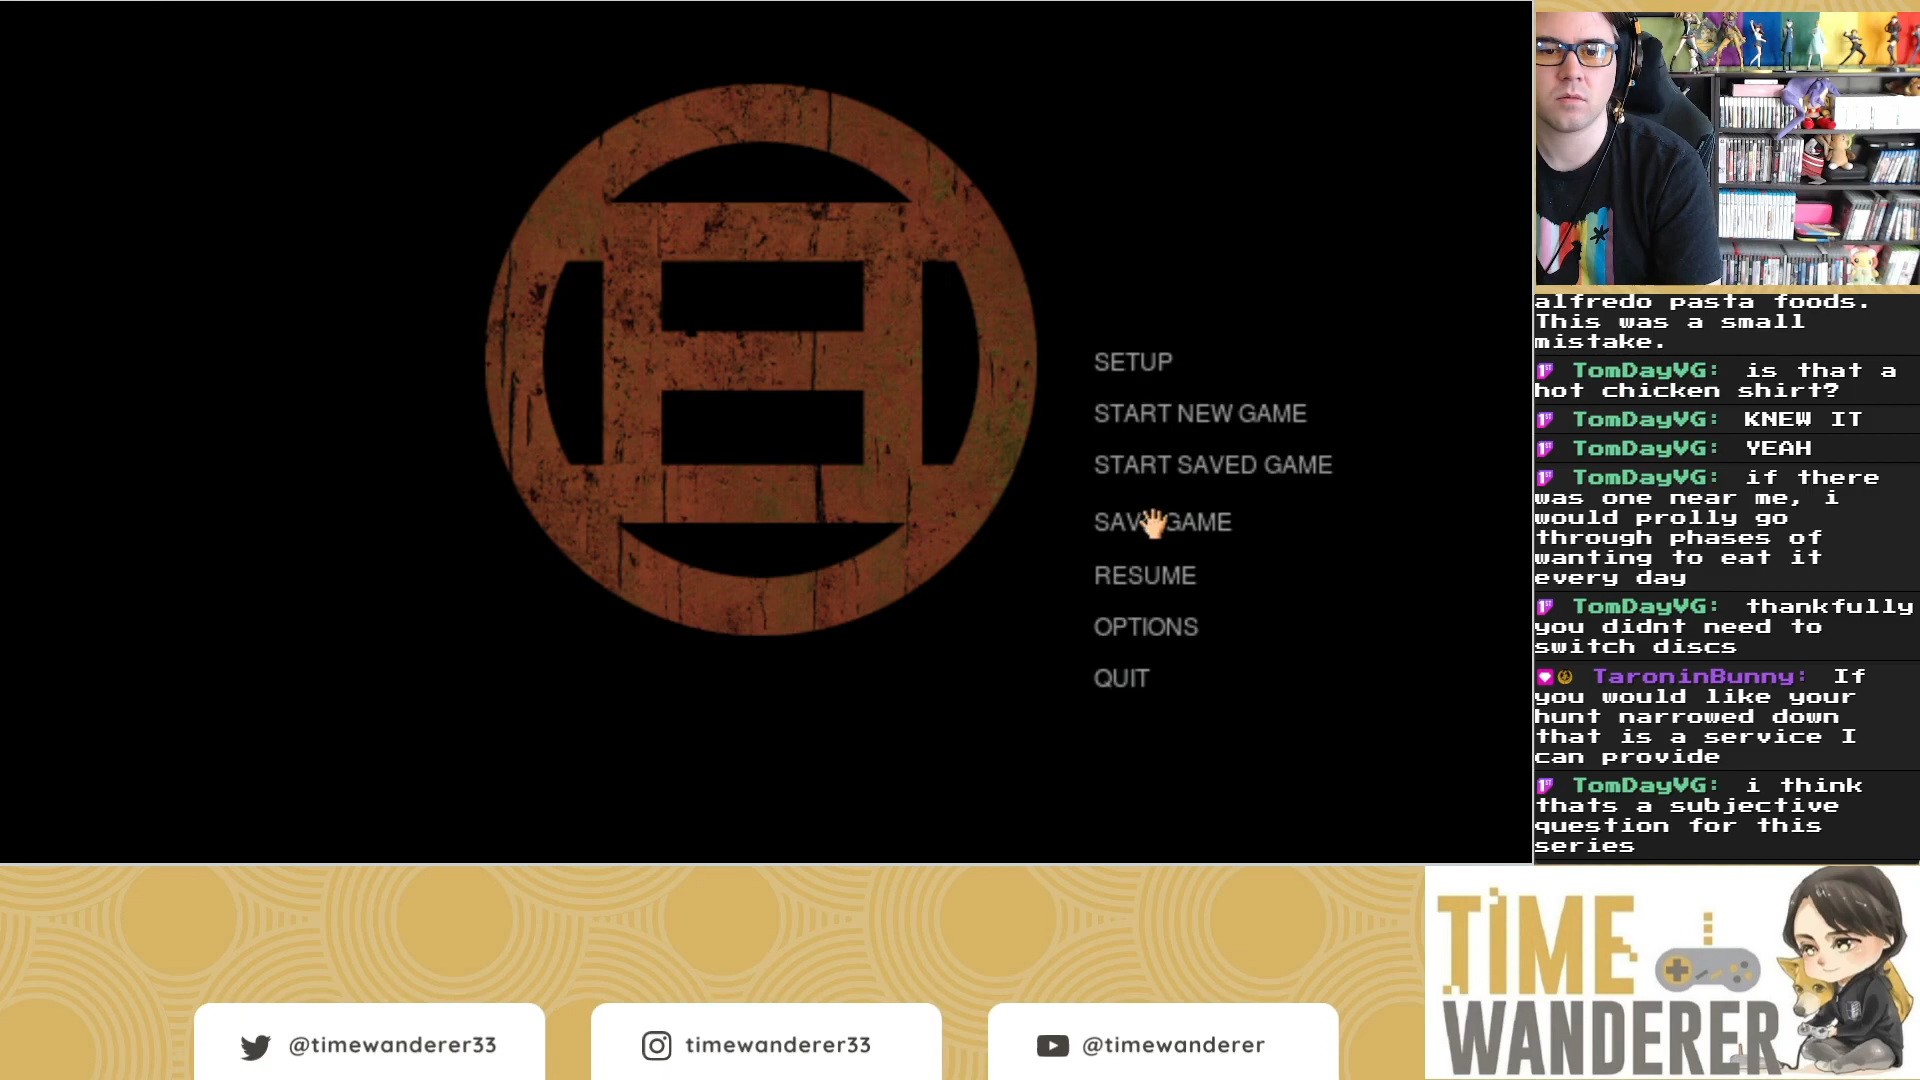 SETUP
START NEW GAME
START SAVED GAME
SAVE GAME
RESUME
OPTIONS
QUIT
alfredo pasta foods.
This was a small
mistake.
TomDayVG: is that a
hot chicken shirt?
TomDayVG: KNEW IT
TomDayVG: YEAH
TomDayVG: if there
was one near me, i
would prolly go
through phases of
wanting to eat it
every day
TomDayVG: thankfully
you didnt need to
switch discs
TaroninBunny: If
you would like your
hunt narrowed down
that is a service I
can provide
TomDayVG: i think
thats a subjective
question for this
series
@timewanderer33
timewanderer33
@timewanderer
TIME
WANDERER